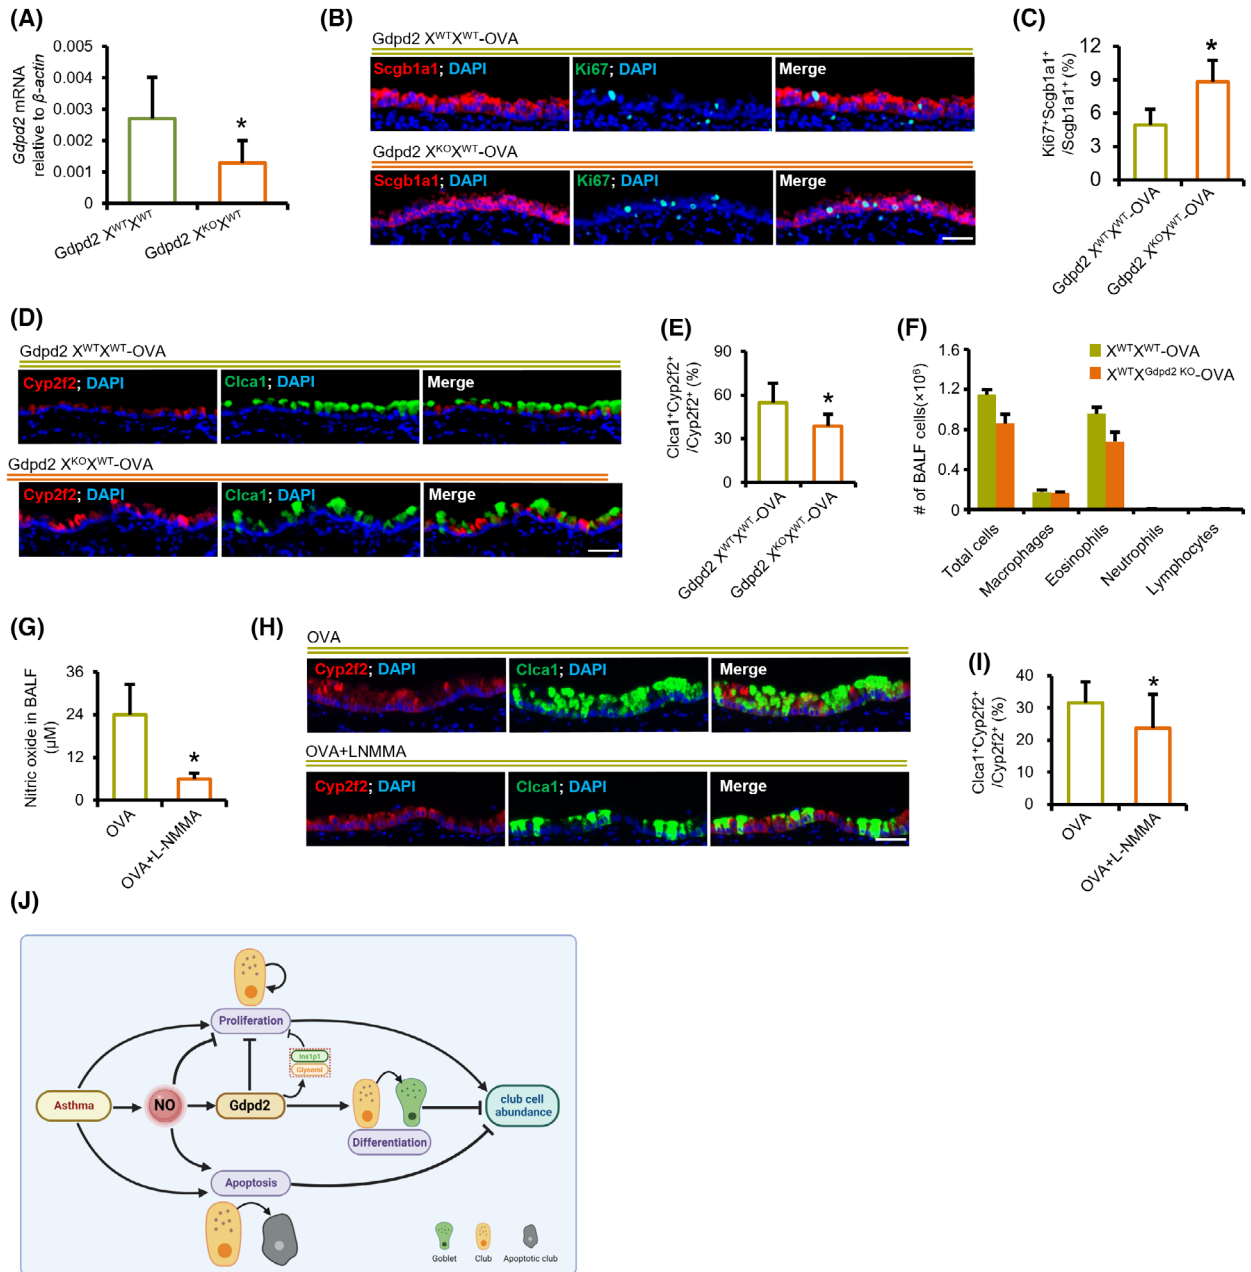 (A)
0.005
0.004
0.003
0.002
0.001
0
Gdpd2 mRNA
relative to β-actin
*
Gdpd2 XWTXWT
Gdpd2 XKOXWT
(B)
Gdpd2 XWTXWT-OVA
Scgb1a1; DAPI
Ki67; DAPI
Merge
Gdpd2 XKOXWT-OVA
Scgb1a1; DAPI
Ki67; DAPI
Merge
(C)
12
9
6
3
0
Ki67+Scgb1a1+
/Scgb1a1+ (%)
*
Gdpd2 XWTXWT-OVA
Gdpd2 XKOXWT-OVA
(D)
Gdpd2 XWTXWT-OVA
Cyp2f2; DAPI
Clca1; DAPI
Merge
Gdpd2 XKOXWT-OVA
Cyp2f2; DAPI
Clca1; DAPI
Merge
(E)
90
60
30
0
Clca1+Cyp2f2+
/Cyp2f2+ (%)
*
Gdpd2 XWTXWT-OVA
Gdpd2 XKOXWT-OVA
(F)
1.6
1.2
0.8
0.4
0
# of BALF cells(×10⁶)
XWTXWT-OVA
XWTXGdpd2 KO-OVA
Total cells
Macrophages
Eosinophils
Neutrophils
Lymphocytes
(G)
36
24
12
0
Nitric oxide in BALF
(µM)
*
OVA
OVA+L-NMMA
(H)
OVA
Cyp2f2; DAPI
Clca1; DAPI
Merge
OVA+LNMMA
Cyp2f2; DAPI
Clca1; DAPI
Merge
(I)
40
30
20
10
0
Clca1+Cyp2f2+
/Cyp2f2+ (%)
*
OVA
OVA+L-NMMA
(J)
Proliferation
Ins1p1
Glycerol
Asthma
NO
Gdpd2
Differentiation
club cell
abundance
Apoptosis
Goblet
Club
Apoptotic club